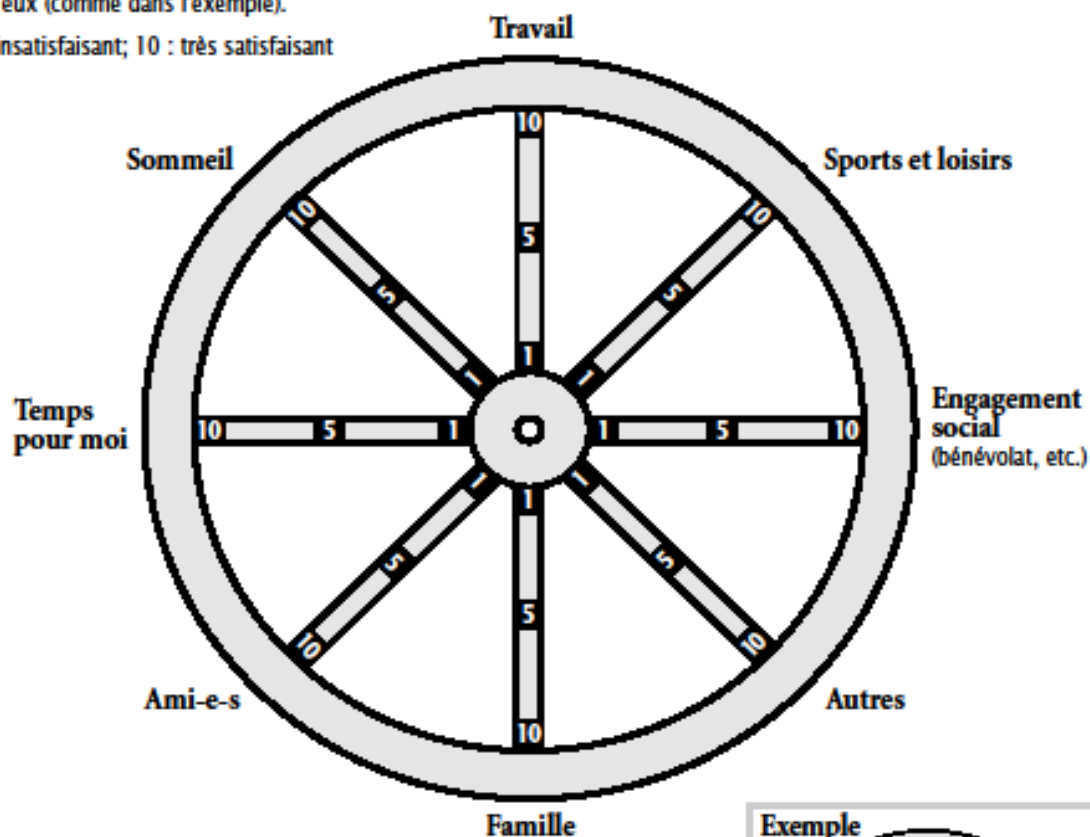 eux (comme dans l'exemple).
nsatisfaisant; 10 : très satisfaisant
Travail
Sommeil
Sports et loisirs
10
10
10
5
5
5
1
1
1
Temps
pour moi
10 5 1
1 5 10
Engagement
social
(bénévolat, etc.)
1
1
1
5
5
5
10
10
10
Ami-e-s
Autres
Famille
Exemple